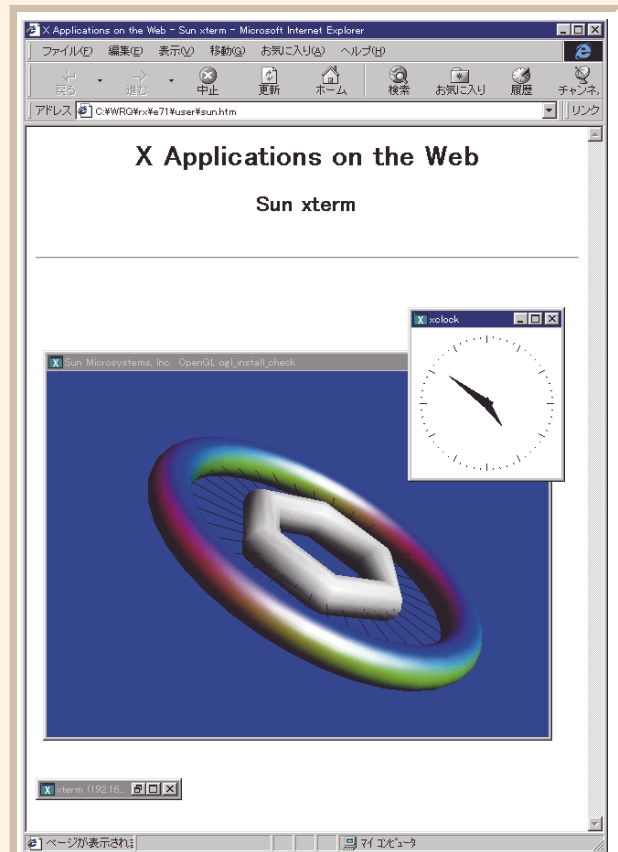 X Applications on the Web - Sun xterm - Microsoft Internet Explorer
ファイル(F) 編集(E) 表示(V) 移動(G) お気に入り(A) ヘルプ(H)
戻る 進む 中止 更新 ホーム 検索 お気に入り 履歴 チャンネ
アドレス C:¥WRQ¥rx¥e71¥user¥sun.htm リンク
X Applications on the Web
Sun xterm
xclock
Sun Microsystems, Inc. OpenGL ogl_install_check
xterm (192.16...
ページが表示されま
マイ コンピュータ